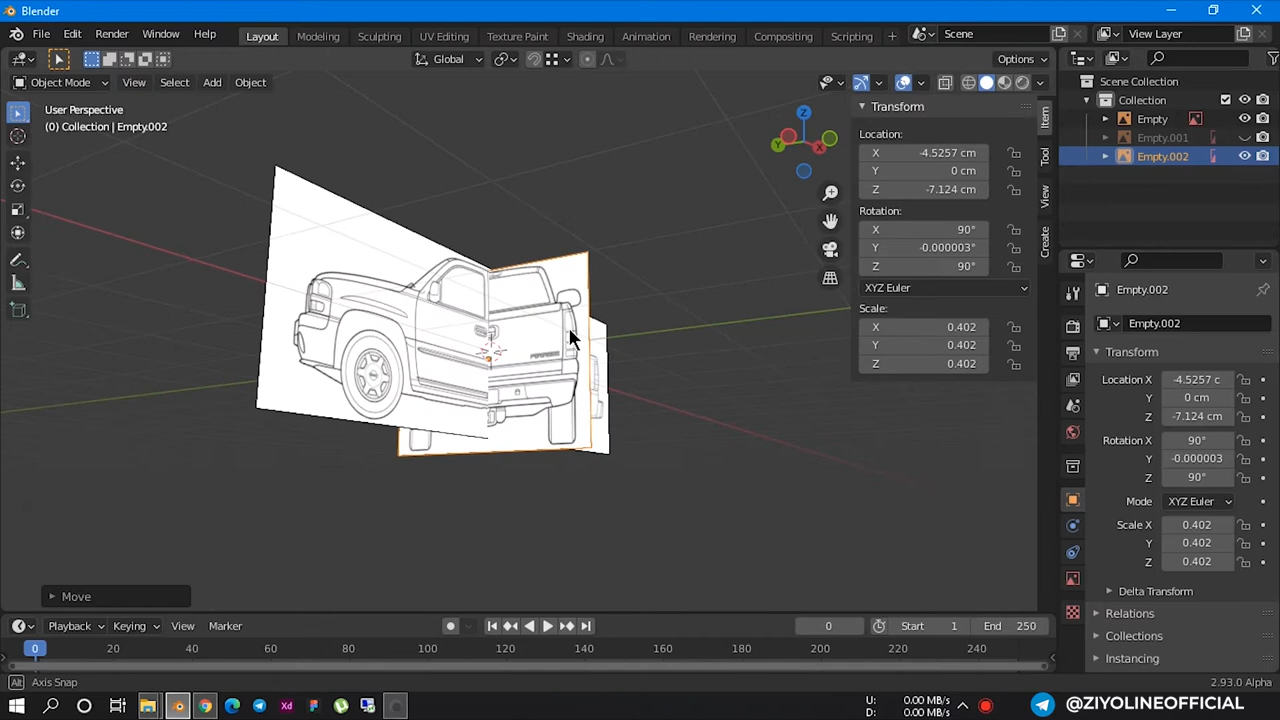 Blender
File Edit Render Window Help
Layout Modeling Sculpting UV Editing Texture Paint Shading Animation Rendering Compositing Scripting +
Scene
View Layer
Global
Options
Object Mode View Select Add Object
User Perspective
(0) Collection | Empty.002
Z
Y
X
Transform
Location:
X -4.5257 cm
Y 0 cm
Z -7.124 cm
Rotation:
X 90°
Y -0.000003°
Z 90°
XYZ Euler
Scale:
X 0.402
Y 0.402
Z 0.402
Item
Tool
View
Create
Scene Collection
Collection
Empty
Empty.001
Empty.002
Empty.002
Empty.002
Transform
Location X -4.5257 c
Y 0 cm
Z -7.124 cm
Rotation X 90°
Y -0.000003
Z 90°
Mode XYZ Euler
Scale X 0.402
Y 0.402
Z 0.402
Delta Transform
Relations
Collections
Instancing
Move
Playback Keying View Marker
0
Start 1
End 250
0 20 40 60 80 100 120 140 160 180 200 220 240
Alt Axis Snap
2.93.0 Alpha
Xd
U: 0.00 MB/s
D: 0.00 MB/s
@ZIYOLINEOFFICIAL